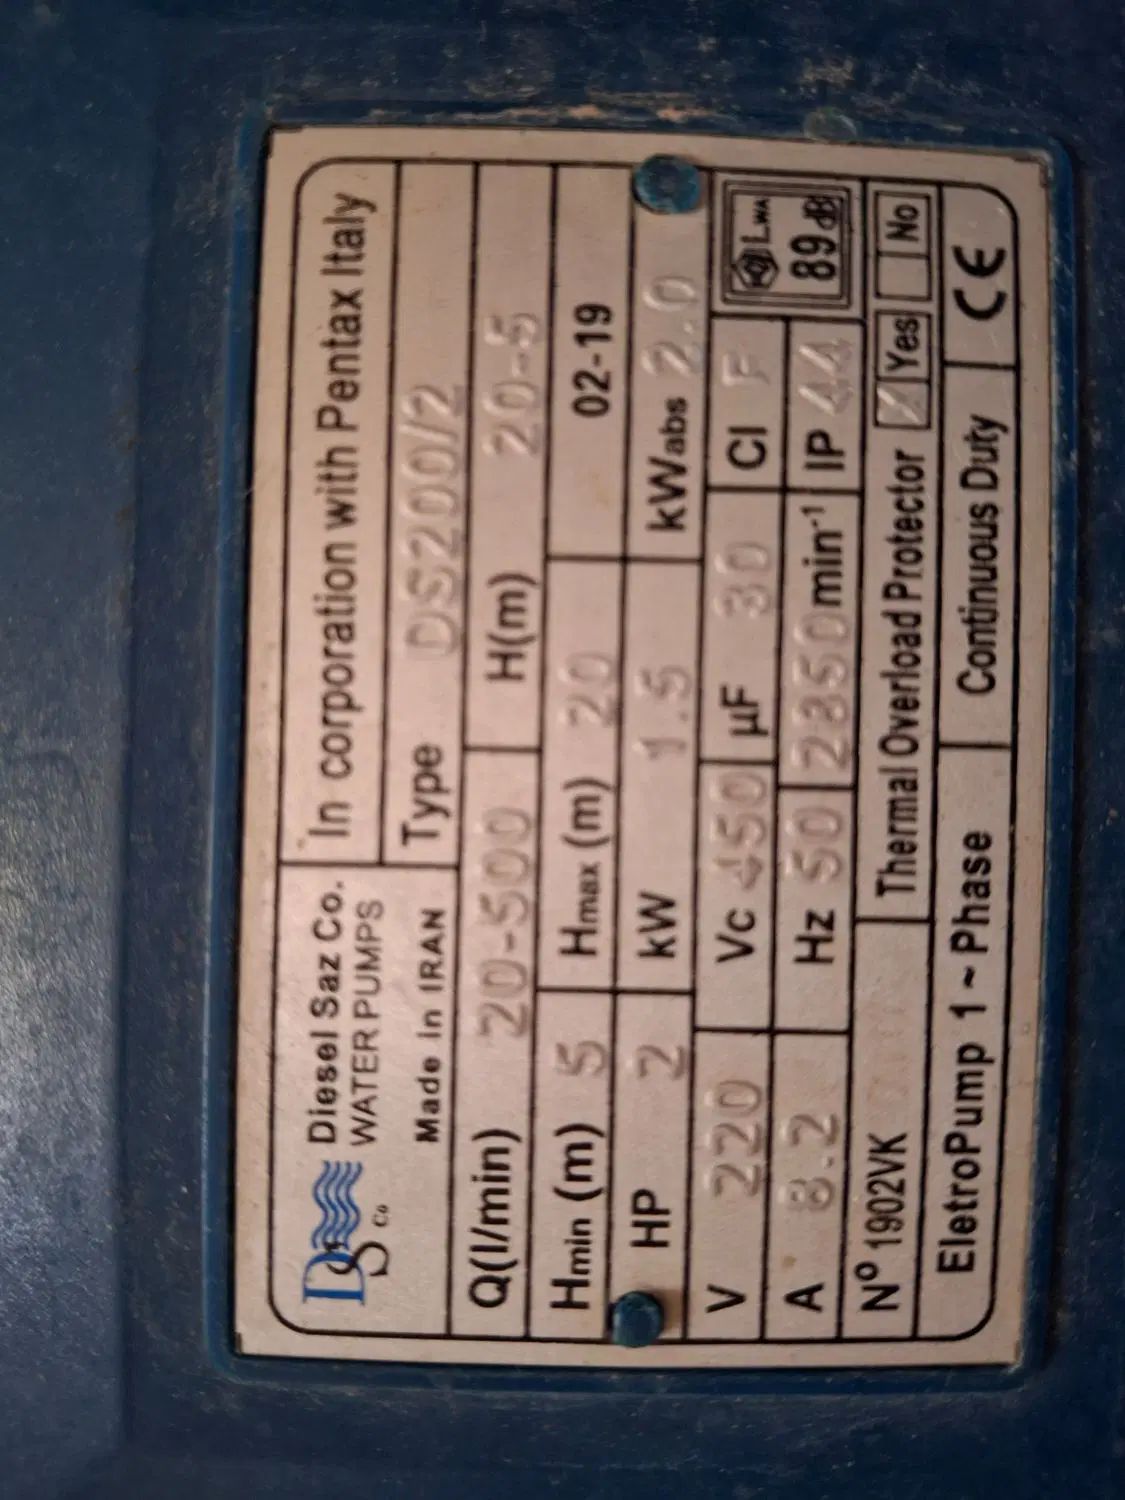 DS Co
Diesel Saz Co.
WATER PUMPS
Made in IRAN
In corporation with Pentax Italy
Type DS200/2
Q(l/min) 20-500 H(m) 20-5
Hmin (m) 5 Hmax (m) 20 02-19
HP 2 kW 1.5 kWabs 2.0
V 220 Vc 450 µF 30 Cl F
LWA
89 dB
A 8.2 Hz 50 2850 min-1 IP 44
Nº 1902VK Thermal Overload Protector Yes No
EletroPump 1 ~ Phase Continuous Duty CE